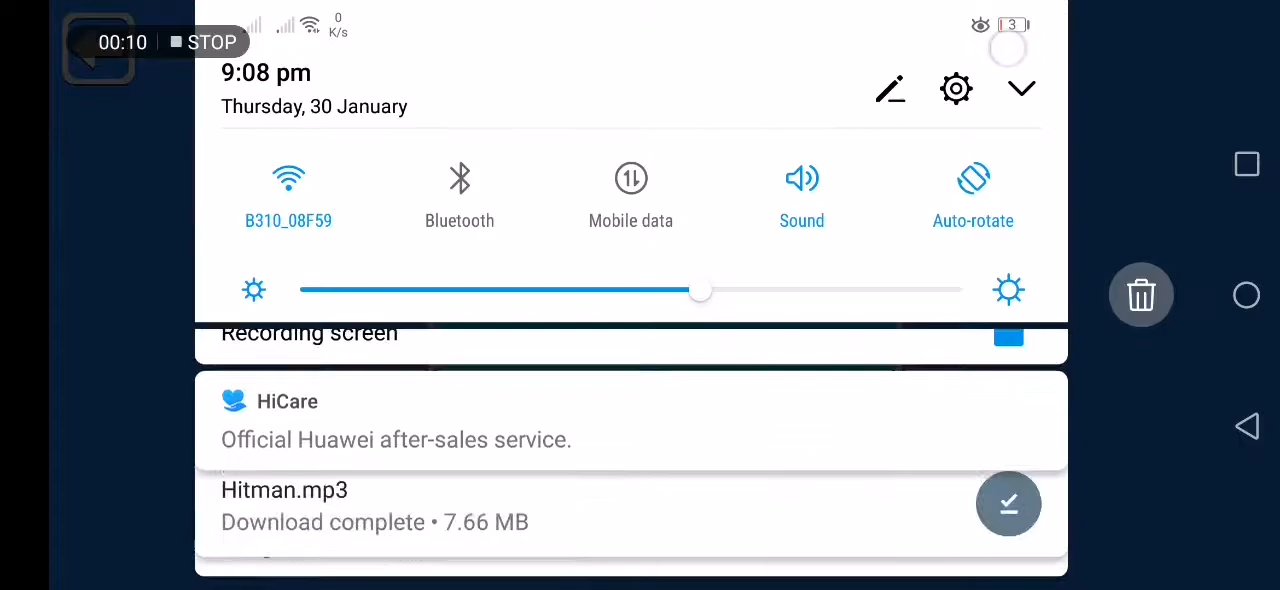 00:10 STOP
0 K/s
3
9:08 pm
Thursday, 30 January
B310_08F59
Bluetooth
Mobile data
Sound
Auto-rotate
Recording screen
HiCare
Official Huawei after-sales service.
Hitman.mp3
Download complete • 7.66 MB